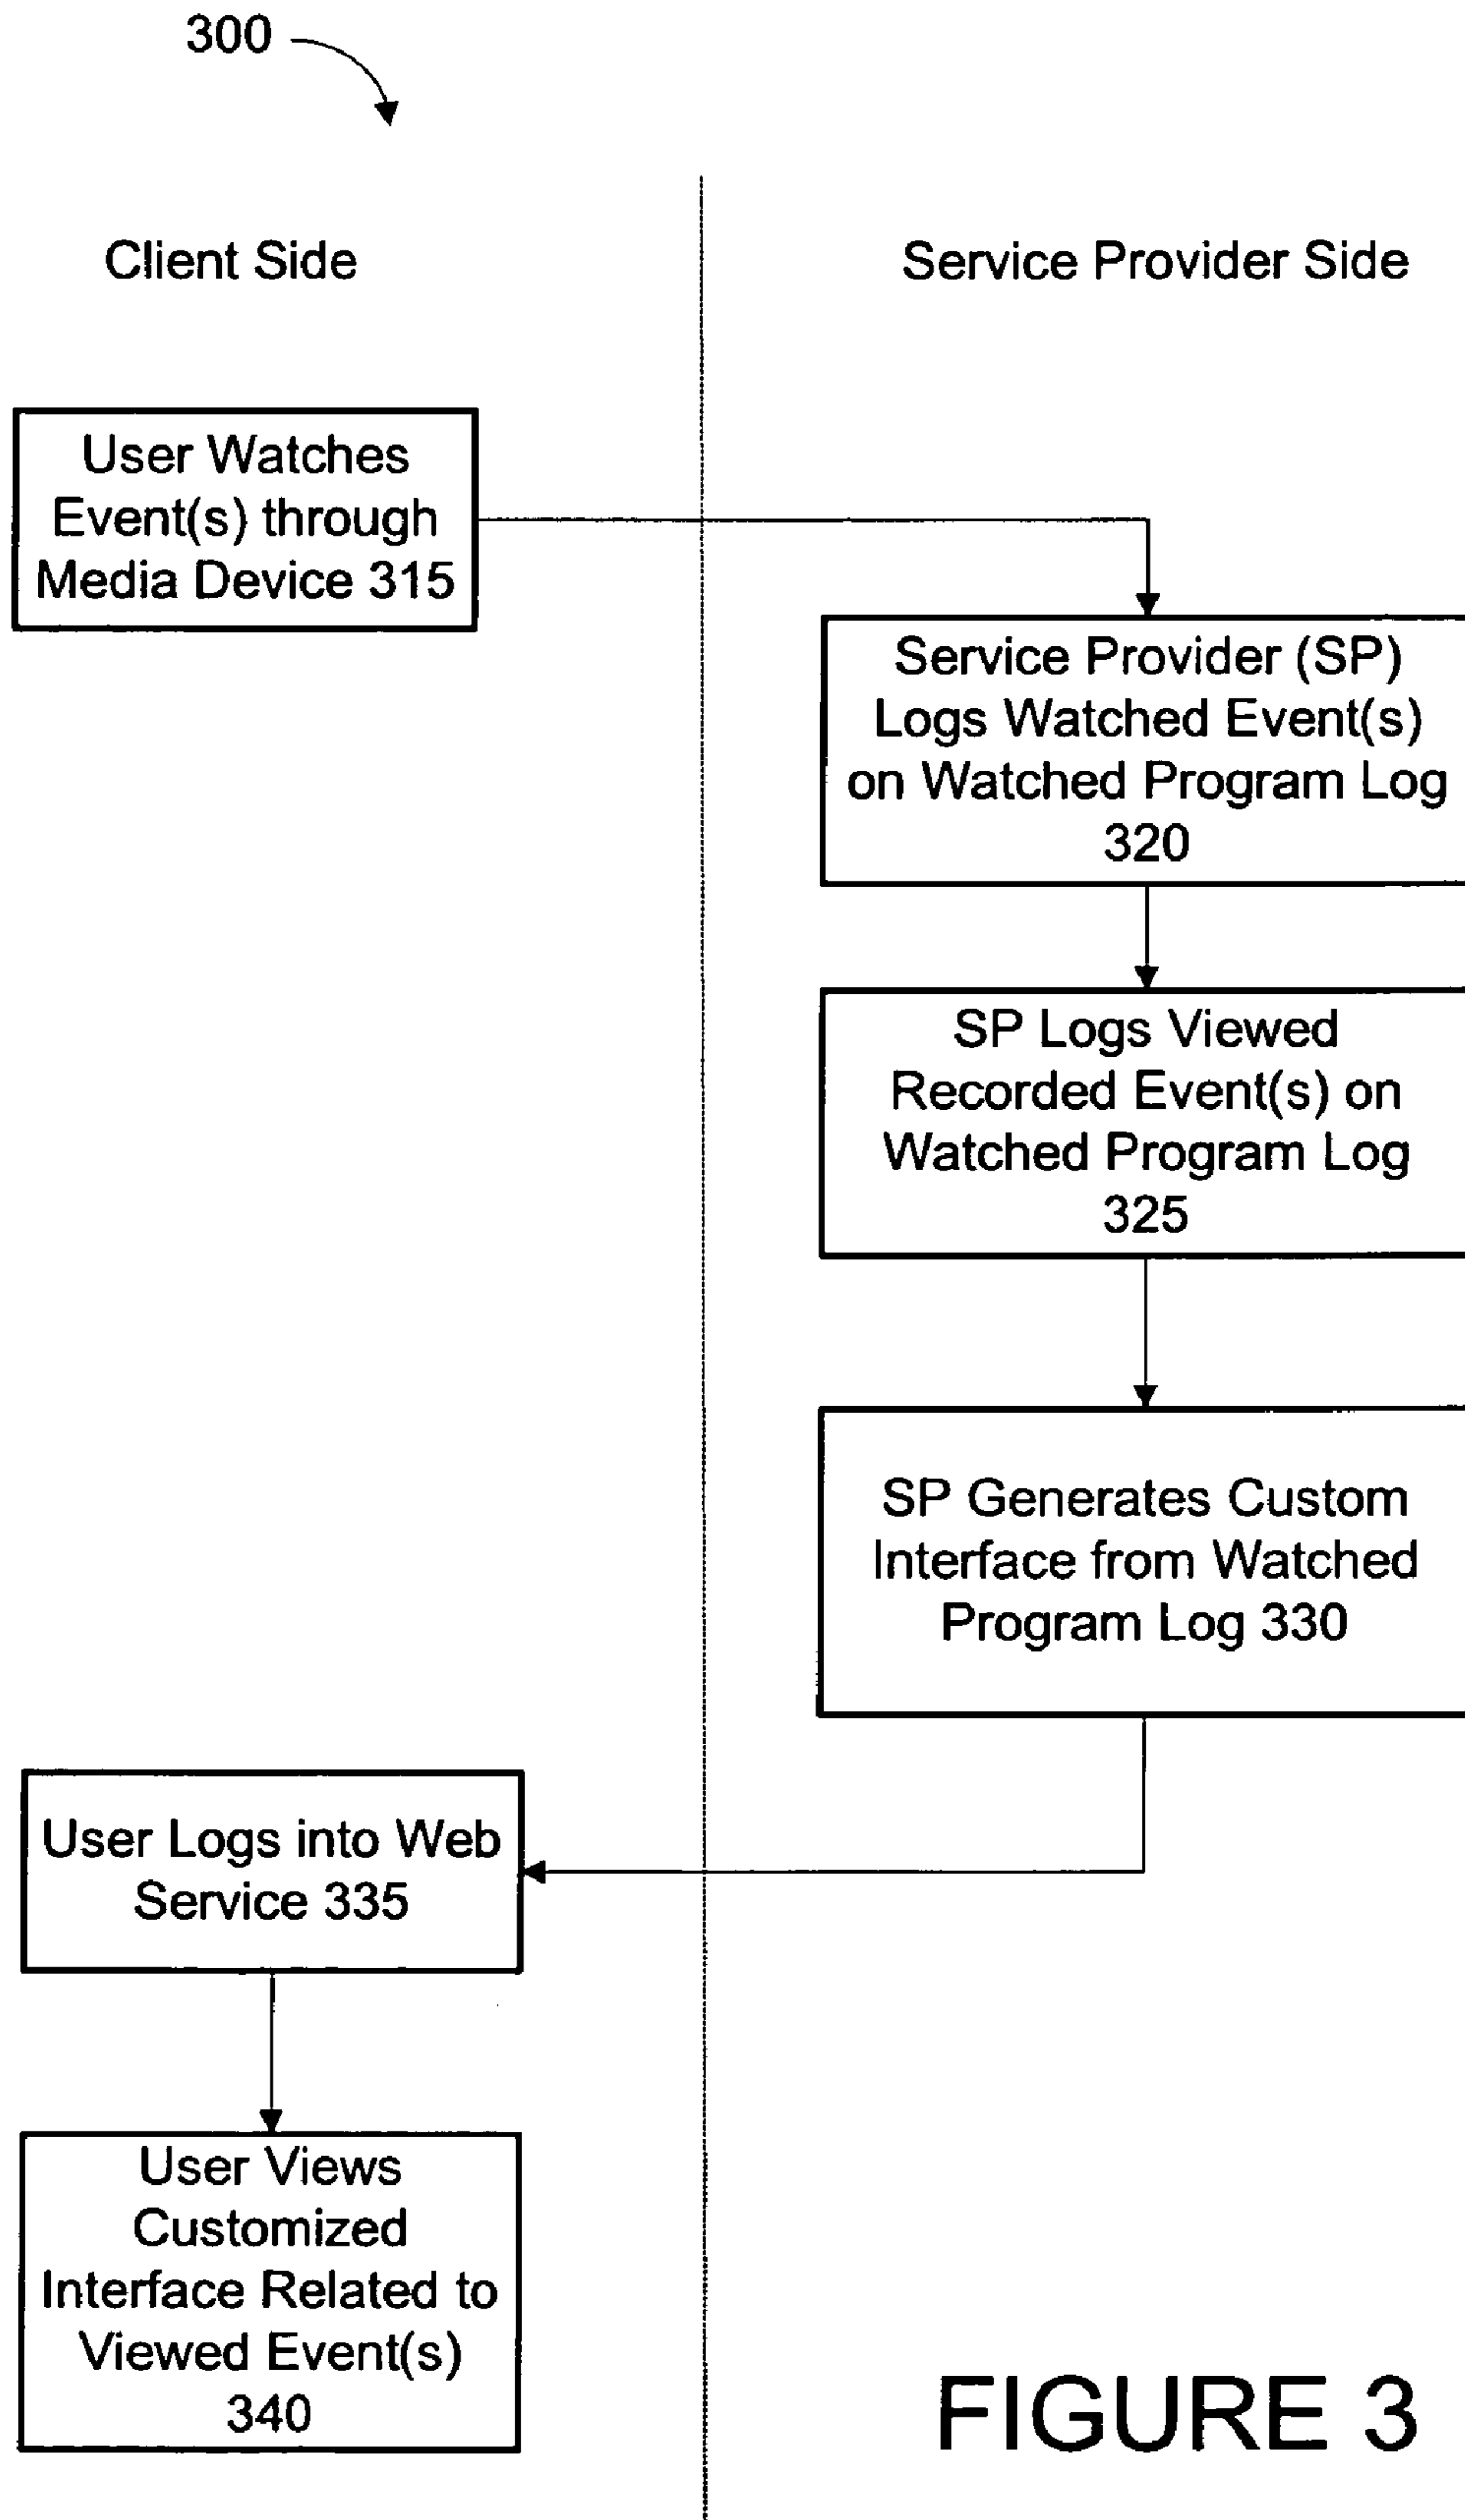 300
Client Side
Service Provider Side
User Watches
Event(s) through
Media Device 315
Service Provider (SP)
Logs Watched Event(s)
on Watched Program Log
320
SP Logs Viewed
Recorded Event(s) on
Watched Program Log
325
SP Generates Custom
Interface from Watched
Program Log 330
User Logs into Web
Service 335
User Views
Customized
Interface Related to
Viewed Event(s)
340
FIGURE 3